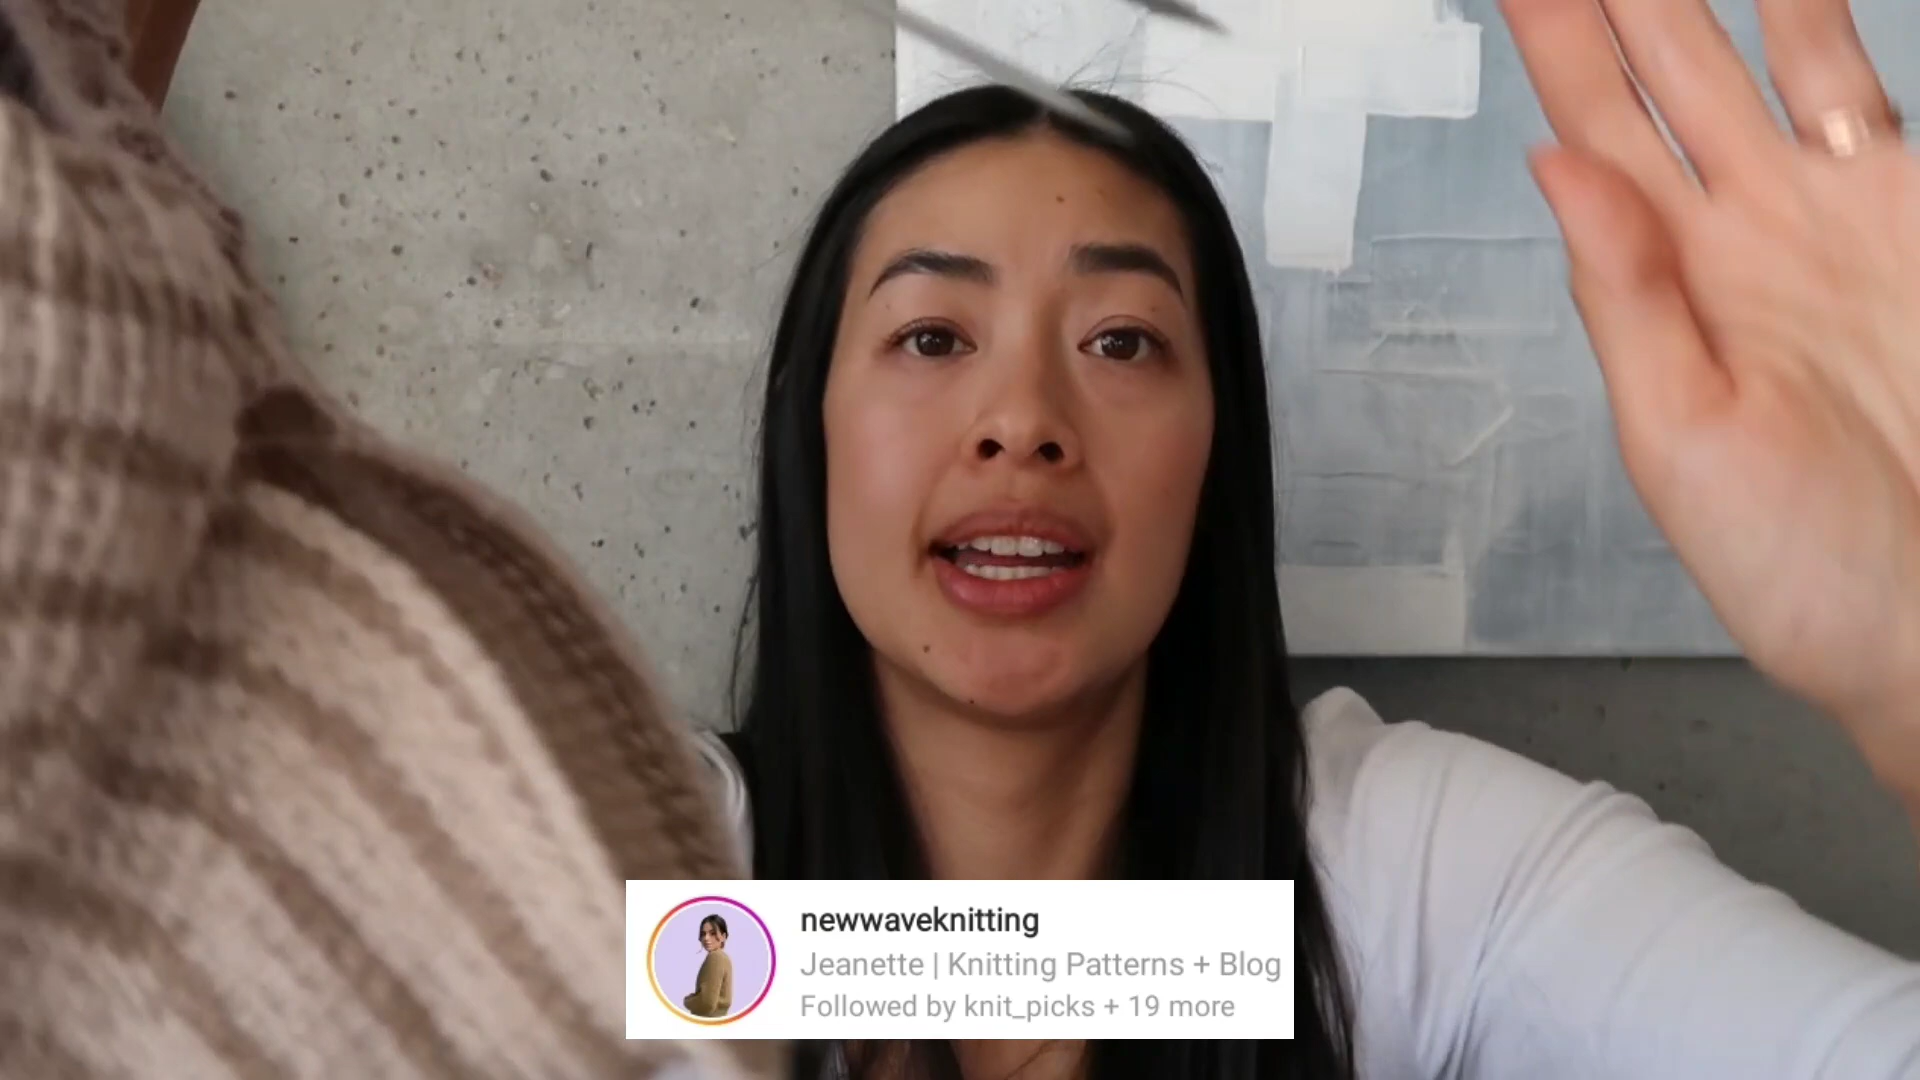 newwaveknitting
Jeanette | Knitting Patterns + Blog
Followed by knit_picks + 19 more